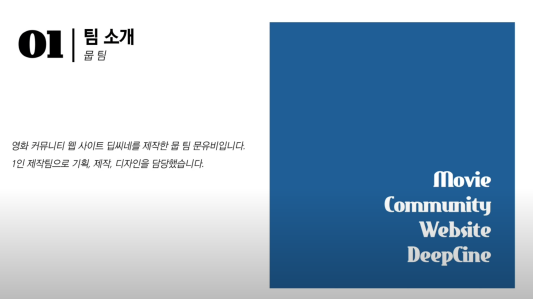 01
팀 소개
뭅 팀
영화 커뮤니티 웹 사이트 딥씨네를 제작한 뭅 팀 문유비입니다.
1인 제작팀으로 기획, 제작, 디자인을 담당했습니다.
Movie
Community
Website
DeepCine